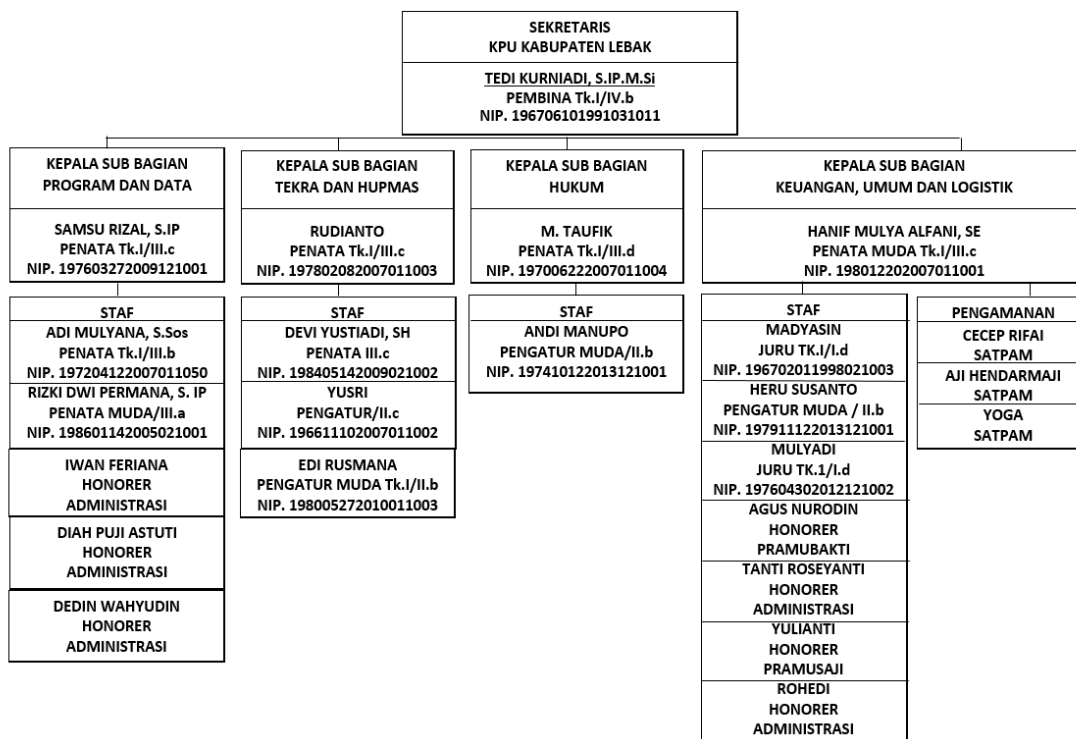 SEKRETARIS
KPU KABUPATEN LEBAK
TEDI KURNIADI, S.IP.M.Si
PEMBINA Tk.I/IV.b
NIP. 196706101991031011
KEPALA SUB BAGIAN
PROGRAM DAN DATA
SAMSU RIZAL, S.IP
PENATA Tk.I/III.c
NIP. 197603272009121001
KEPALA SUB BAGIAN
TEKRA DAN HUPMAS
RUDIANTO
PENATA Tk.I/III.c
NIP. 197802082007011003
KEPALA SUB BAGIAN
HUKUM
M. TAUFIK
PENATA Tk.I/III.d
NIP. 197006222007011004
KEPALA SUB BAGIAN
KEUANGAN, UMUM DAN LOGISTIK
HANIF MULYA ALFANI, SE
PENATA MUDA Tk.I/III.c
NIP. 198012202007011001
STAF
ADI MULYANA, S.Sos
PENATA Tk.I/III.b
NIP. 197204122007011050
RIZKI DWI PERMANA, S. IP
PENATA MUDA/III.a
NIP. 198601142005021001
IWAN FERIANA
HONORER
ADMINISTRASI
DIAH PUJI ASTUTI
HONORER
ADMINISTRASI
DEDIN WAHYUDIN
HONORER
ADMINISTRASI
STAF
DEVI YUSTIADI, SH
PENATA III.c
NIP. 198405142009021002
YUSRI
PENGATUR/II.c
NIP. 196611102007011002
EDI RUSMANA
PENGATUR MUDA Tk.I/II.b
NIP. 198005272010011003
STAF
ANDI MANUPO
PENGATUR MUDA/II.b
NIP. 197410122013121001
STAF
MADYASIN
JURU TK.I/I.d
NIP. 196702011998021003
HERU SUSANTO
PENGATUR MUDA / II.b
NIP. 197911122013121001
MULYADI
JURU TK.1/I.d
NIP. 197604302012121002
AGUS NURODIN
HONORER
PRAMUBAKTI
TANTI ROSEYANTI
HONORER
ADMINISTRASI
YULIANTI
HONORER
PRAMUSAJI
ROHEDI
HONORER
ADMINISTRASI
PENGAMANAN
CECEP RIFAI
SATPAM
AJI HENDARMAJI
SATPAM
YOGA
SATPAM